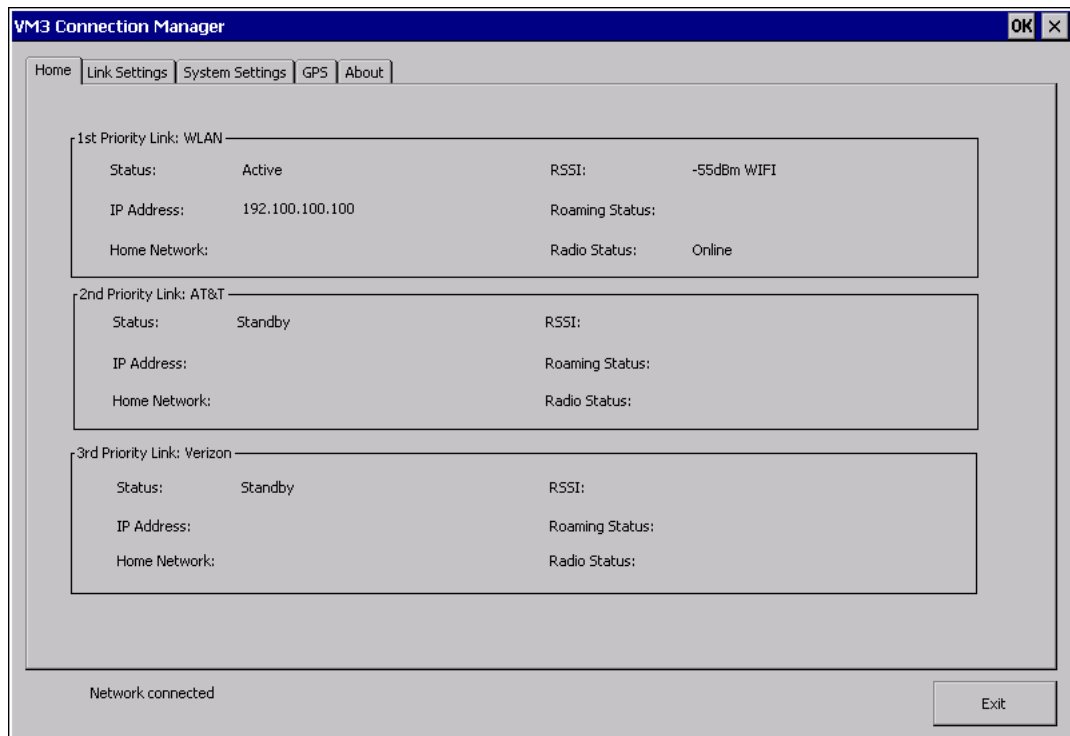 VM3 Connection Manager OK ×
Home Link Settings System Settings GPS About
1st Priority Link: WLAN
Status: Active RSSI: -55dBm WIFI
IP Address: 192.100.100.100 Roaming Status:
Home Network: Radio Status: Online
2nd Priority Link: AT&T
Status: Standby RSSI:
IP Address: Roaming Status:
Home Network: Radio Status:
3rd Priority Link: Verizon
Status: Standby RSSI:
IP Address: Roaming Status:
Home Network: Radio Status:
Network connected Exit